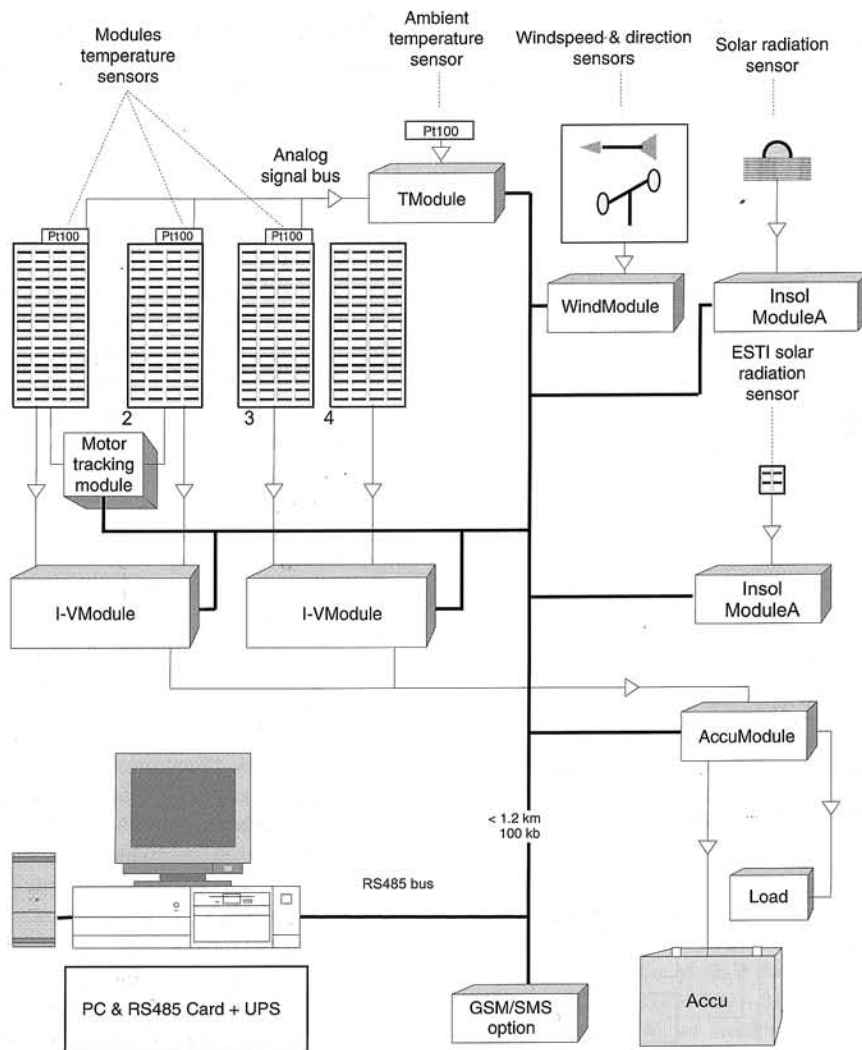 Modules
temperature
sensors
Ambient
temperature
sensor
Windspeed & direction
sensors
Solar radiation
sensor
Pt100
Analog
signal bus
TModule
Pt100
Pt100
Pt100
WindModule
Insol
ModuleA
ESTI solar
radiation
sensor
2
3
4
Motor
tracking
module
I-VModule
I-VModule
Insol
ModuleA
AccuModule
< 1.2 km
100 kb
RS485 bus
Load
PC & RS485 Card + UPS
GSM/SMS
option
Accu